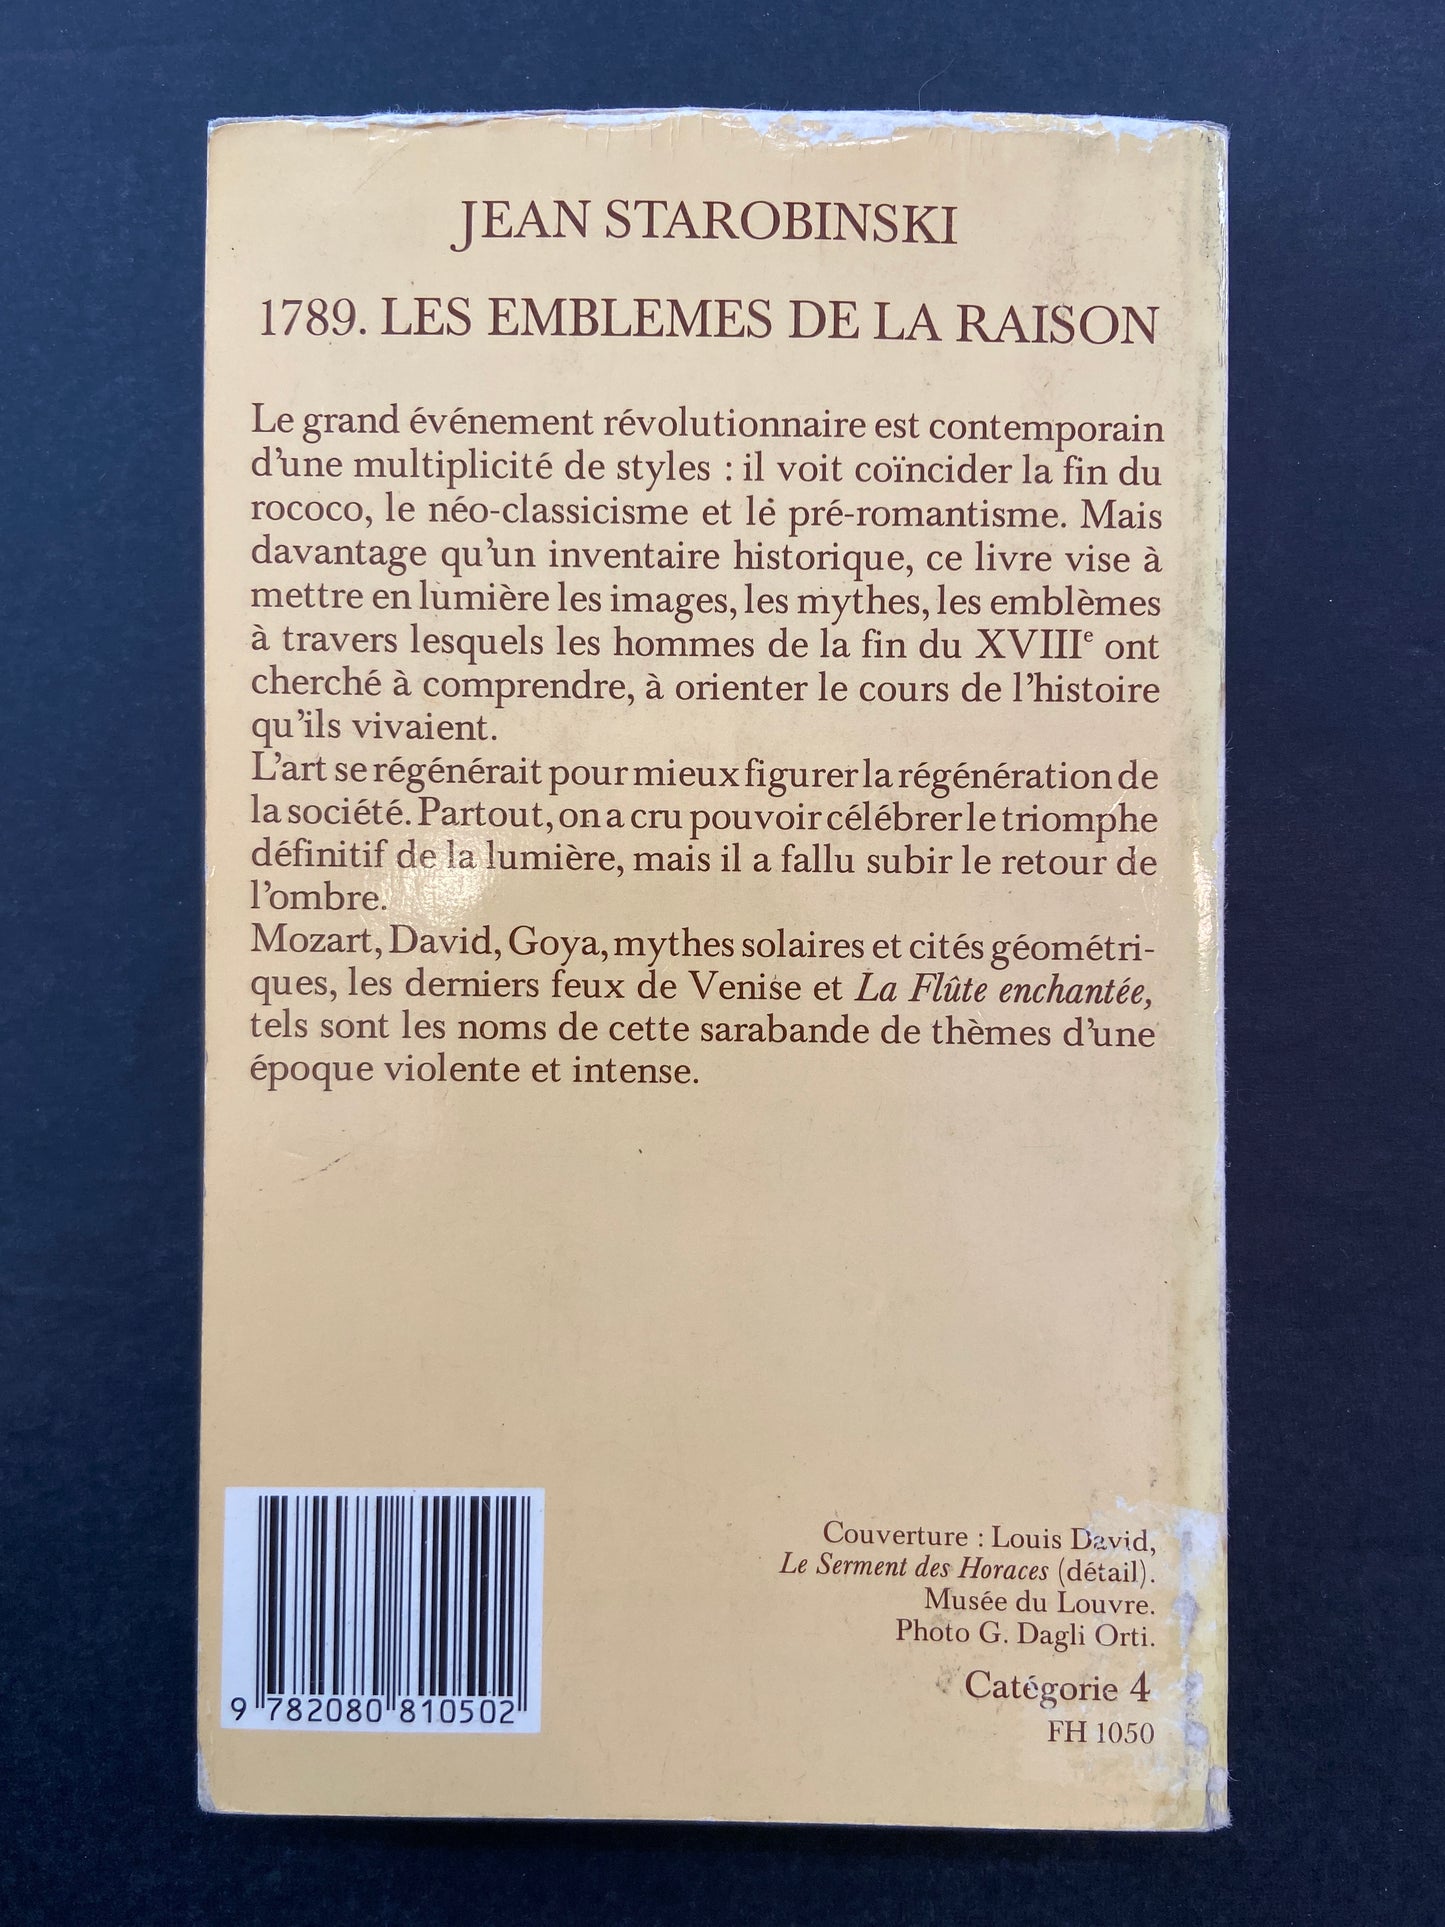 JEAN STAROBINSKI
1789. LES EMBLEMES DE LA RAISON
Le grand événement révolutionnaire est contemporain
d'une multiplicité de styles : il voit coïncider la fin du
rococo, le néo-classicisme et le pré-romantisme. Mais
davantage qu'un inventaire historique, ce livre vise à
mettre en lumière les images, les mythes, les emblèmes
à travers lesquels les hommes de la fin du XVIIIe ont
cherché à comprendre, à orienter le cours de l'histoire
qu'ils vivaient.
L'art se régénérait pour mieux figurer la régénération de
la société. Partout, on a cru pouvoir célébrer le triomphe
définitif de la lumière, mais il a fallu subir le retour de
l'ombre.
Mozart, David, Goya, mythes solaires et cités géométri-
ques, les derniers feux de Venise et La Flûte enchantée,
tels sont les noms de cette sarabande de thèmes d'une
époque violente et intense.
Couverture : Louis David,
Le Serment des Horaces (détail).
Musée du Louvre.
Photo G. Dagli Orti.
Catégorie 4
FH 1050
9 782080 810502